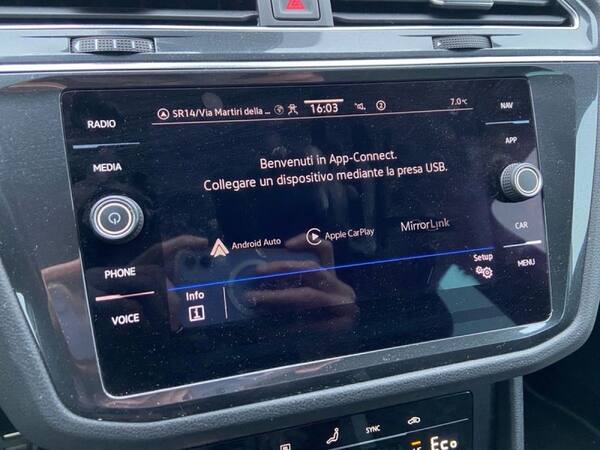 RADIO
MEDIA
PHONE
VOICE
SR14/Via Martiri della ...
16:03
2
7.0°C
Benvenuti in App-Connect.
Collegare un dispositivo mediante la presa USB.
Android Auto
Apple CarPlay
MirrorLink
Info
i
Setup
NAV
APP
CAR
MENU
SYNC
Eco